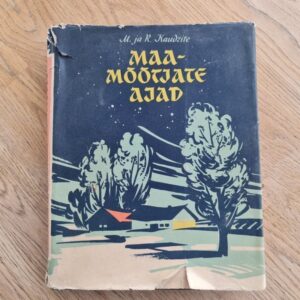 M. ja R. Kaudzite
MAA-
MÕÕTJATE
AJAD